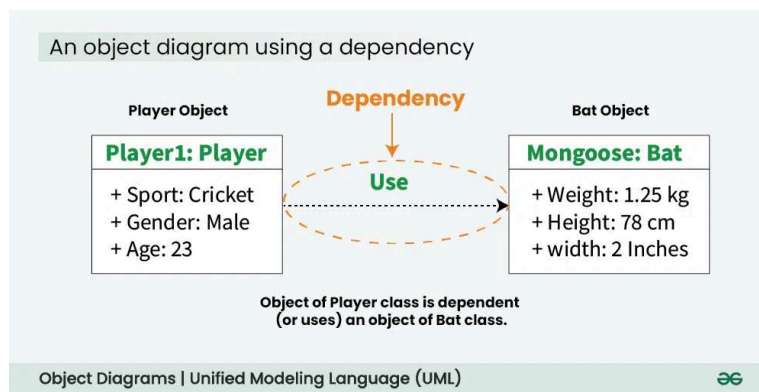 An object diagram using a dependency
Dependency
Player Object
Bat Object
Player1: Player
+ Sport: Cricket
+ Gender: Male
+ Age: 23
Use
Mongoose: Bat
+ Weight: 1.25 kg
+ Height: 78 cm
+ width: 2 Inches
Object of Player class is dependent
(or uses) an object of Bat class.
Object Diagrams | Unified Modeling Language (UML)